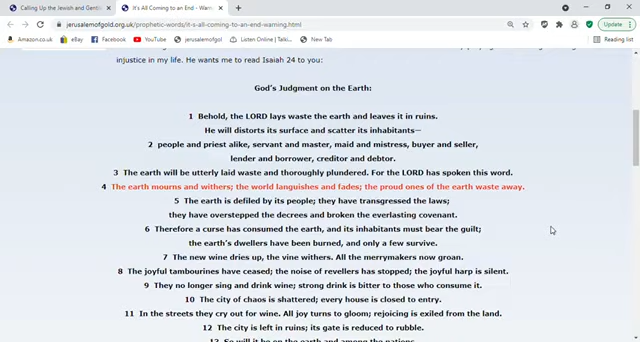 Calling Up the Jewish and Gentil
It's All Coming to an End - Warn
jerusalemofgold.org.uk/prophetic-words/it's-all-coming-to-an-end-warning.html
Update
Amazon.co.uk
eBay
Facebook
YouTube
jerusalemofgold
Listen Online | Talk...
New Tab
Reading list
injustice in my life. He wants me to read Isaiah 24 to you:
God's Judgment on the Earth:
1 Behold, the LORD lays waste the earth and leaves it in ruins.
He will distorts its surface and scatter its inhabitants—
2 people and priest alike, servant and master, maid and mistress, buyer and seller,
lender and borrower, creditor and debtor.
3 The earth will be utterly laid waste and thoroughly plundered. For the LORD has spoken this word.
4 The earth mourns and withers; the world languishes and fades; the proud ones of the earth waste away.
5 The earth is defiled by its people; they have transgressed the laws;
they have overstepped the decrees and broken the everlasting covenant.
6 Therefore a curse has consumed the earth, and its inhabitants must bear the guilt;
the earth's dwellers have been burned, and only a few survive.
7 The new wine dries up, the vine withers. All the merrymakers now groan.
8 The joyful tambourines have ceased; the noise of revellers has stopped; the joyful harp is silent.
9 They no longer sing and drink wine; strong drink is bitter to those who consume it.
10 The city of chaos is shattered; every house is closed to entry.
11 In the streets they cry out for wine. All joy turns to gloom; rejoicing is exiled from the land.
12 The city is left in ruins; its gate is reduced to rubble.
13 So will it be on the earth and among the nations